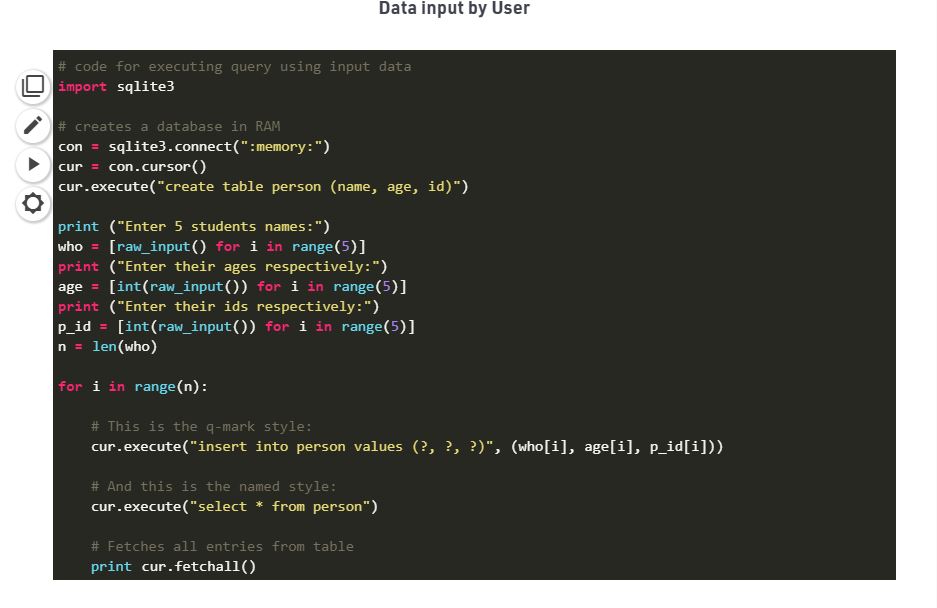 Data input by User
# code for executing query using input data
import sqlite3
# creates a database in RAM
con = sqlite3.connect(":memory:")
cur = con.cursor()
cur.execute("create table person (name, age, id)")
print ("Enter 5 students names:")
who = [raw_input() for i in range(5)]
print ("Enter their ages respectively:")
age = [int(raw_input()) for i in range(5)]
print ("Enter their ids respectively:")
p_id = [int(raw_input()) for i in range(5)]
n = len(who)
for i in range(n):
    # This is the q-mark style:
    cur.execute("insert into person values (?, ?, ?)", (who[i], age[i], p_id[i]))
    # And this is the named style:
    cur.execute("select * from person")
    # Fetches all entries from table
    print cur.fetchall()